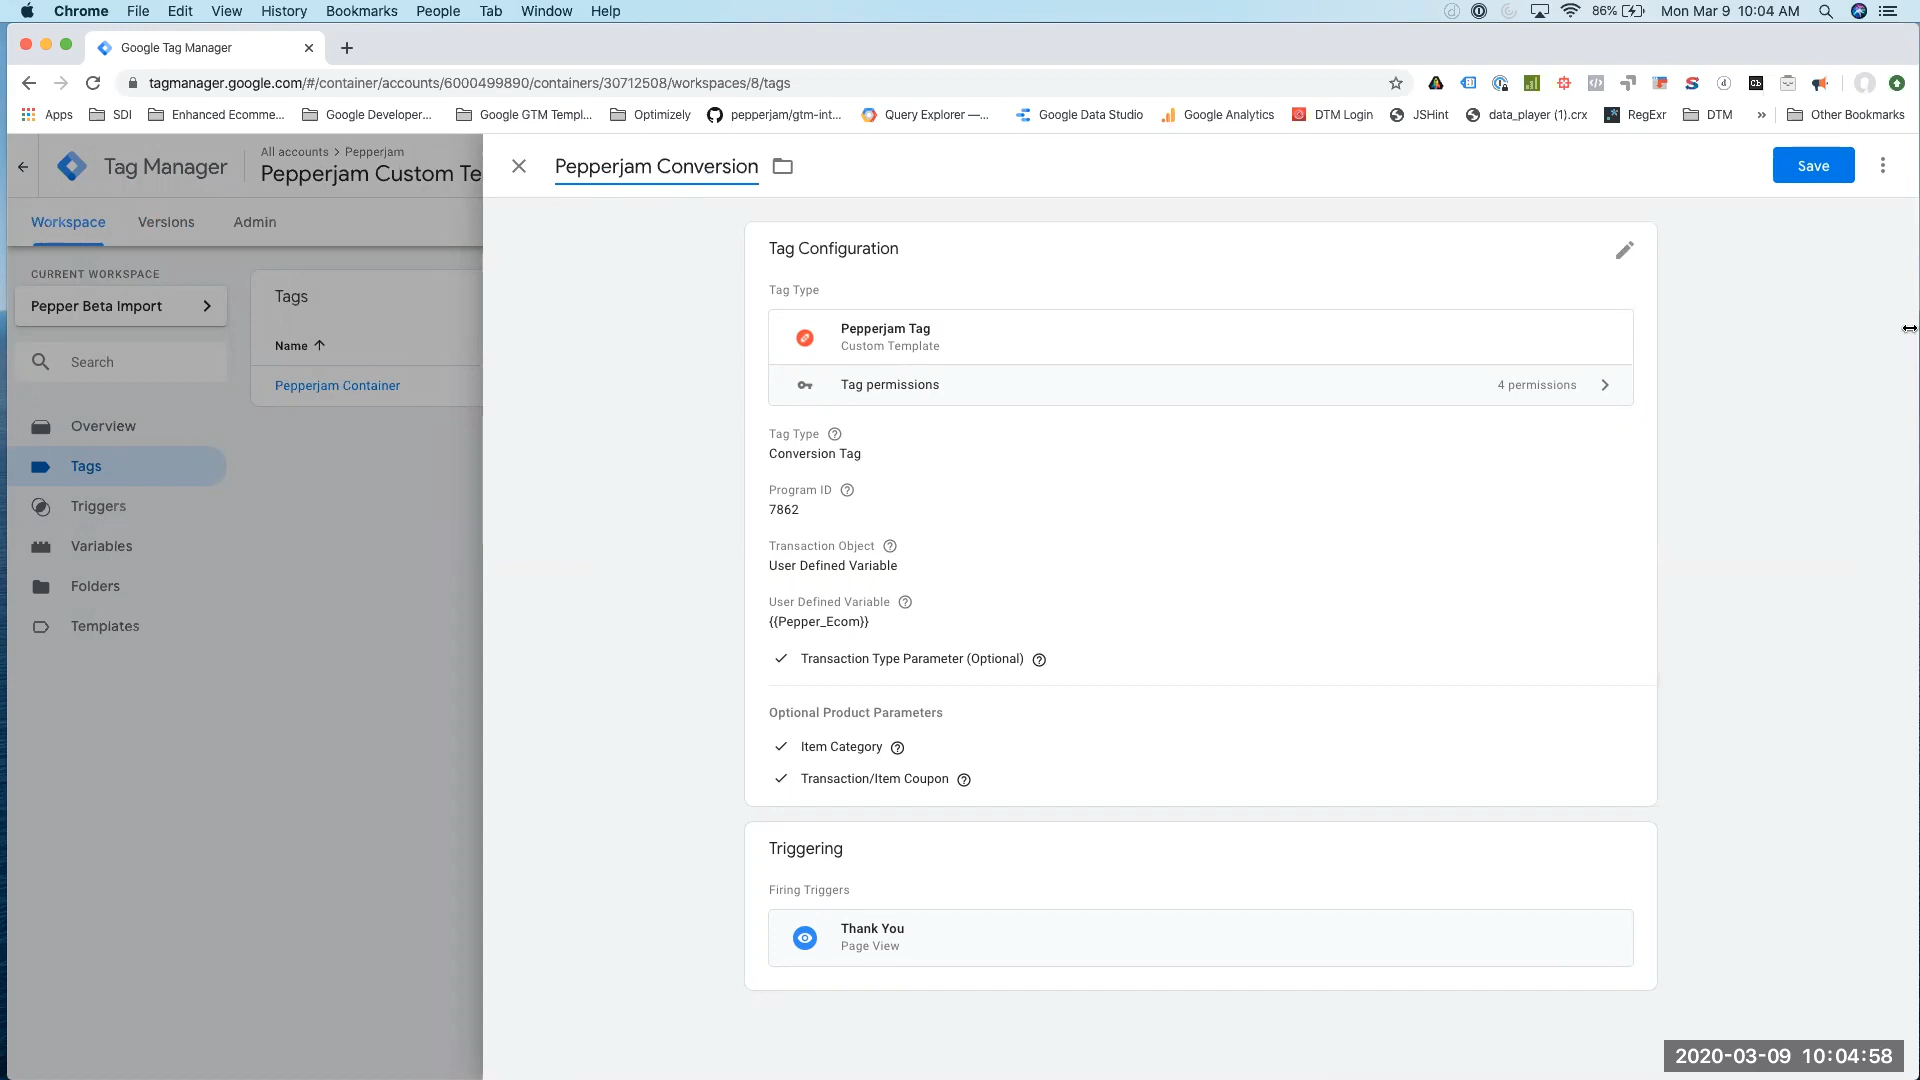 Chrome File Edit View History Bookmarks People Tab Window Help 86% Mon Mar 9 10:04 AM
Google Tag Manager
tagmanager.google.com/#/container/accounts/6000499890/containers/30712508/workspaces/8/tags
Apps SDI Enhanced Ecomme... Google Developer... Google GTM Templ... Optimizely pepperjam/gtm-int... Query Explorer —... Google Data Studio Google Analytics DTM Login JSHint data_player (1).crx RegExr DTM » Other Bookmarks
All accounts > Pepperjam
Tag Manager
Pepperjam Custom Te
Pepperjam Conversion
Save
Workspace Versions Admin
CURRENT WORKSPACE
Pepper Beta Import
Search
Overview
Tags
Triggers
Variables
Folders
Templates
Tags
Name
Pepperjam Container
Tag Configuration
Tag Type
Pepperjam Tag
Custom Template
Tag permissions 4 permissions
Tag Type
Conversion Tag
Program ID
7862
Transaction Object
User Defined Variable
User Defined Variable
{{Pepper_Ecom}}
Transaction Type Parameter (Optional)
Optional Product Parameters
Item Category
Transaction/Item Coupon
Triggering
Firing Triggers
Thank You
Page View
2020-03-09 10:04:58